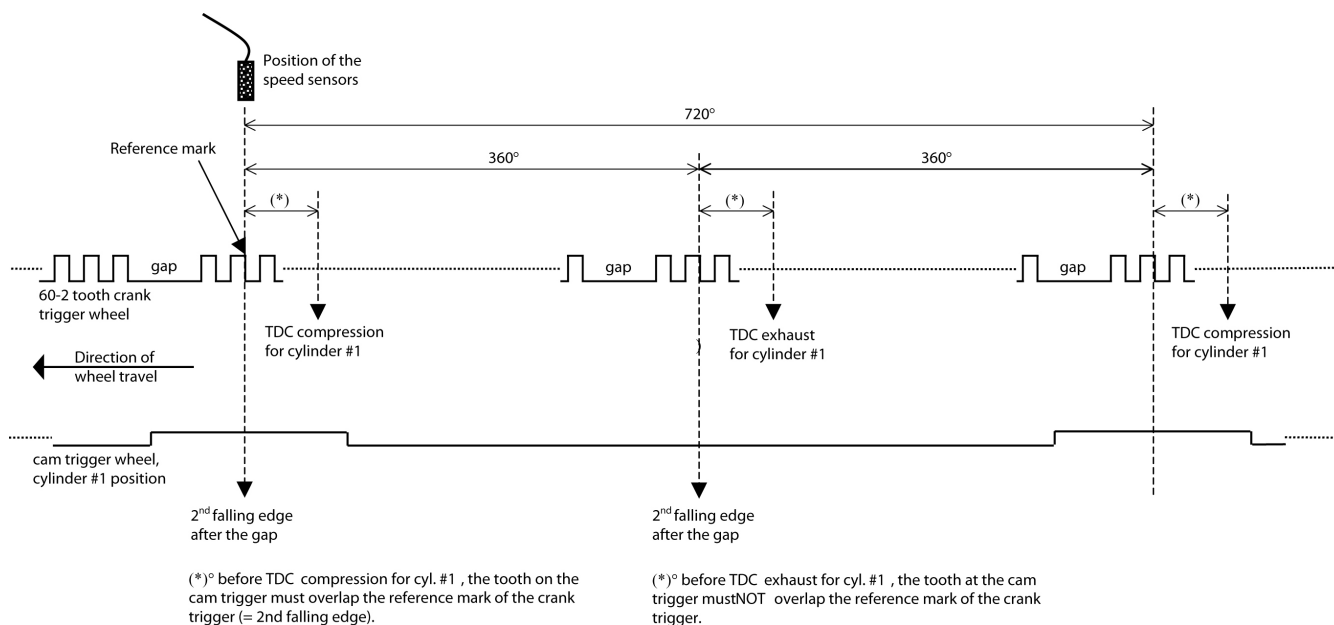 Position of the
speed sensors
720°
Reference mark
360°
360°
(*)
(*)
(*)
gap
gap
gap
60-2 tooth crank
trigger wheel
TDC compression
for cylinder #1
TDC exhaust
for cylinder #1
TDC compression
for cylinder #1
Direction of
wheel travel
cam trigger wheel,
cylinder #1 position
2nd falling edge
after the gap
2nd falling edge
after the gap
(*)° before TDC compression for cyl. #1 , the tooth on the
cam trigger must overlap the reference mark of the crank
trigger (= 2nd falling edge).
(*)° before TDC exhaust for cyl. #1 , the tooth at the cam
trigger mustNOT overlap the reference mark of the crank
trigger.